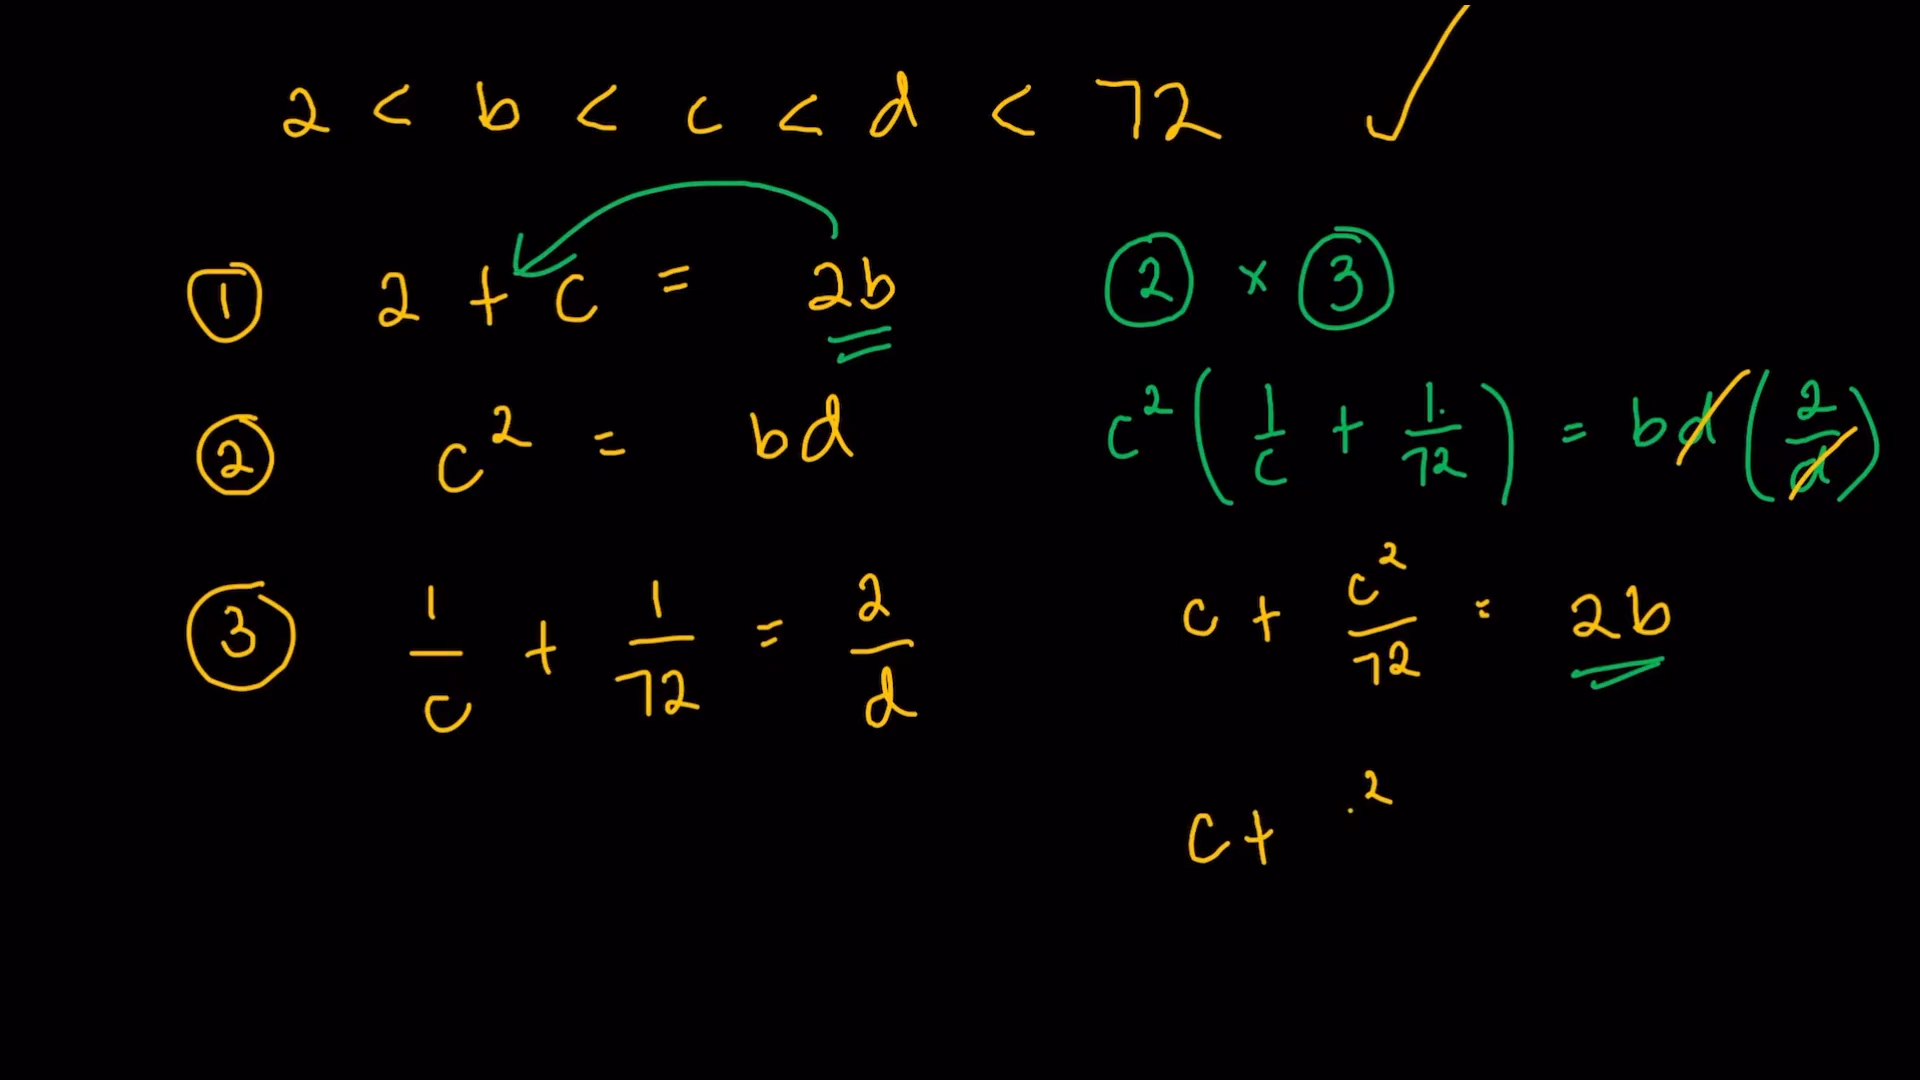 2 < b < c < d < 72 ✓
① 2 + c = 2b
② c² = bd
③ 1/c + 1/72 = 2/d
② × ③
c² (1/c + 1/72) = bd (2/d)
c + c²/72 = 2b
c + ²